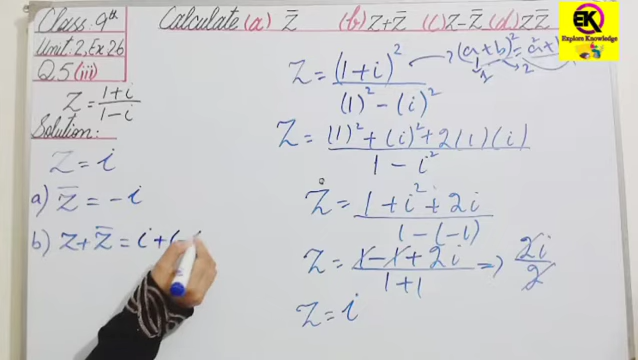 Class 9th
Unit:2, Ex 2.6
Q.5 (iii)
Calculate (a) z̄ (b) z+z̄ (c) z-z̄ (d) z z̄
EK
Explore Knowledge
z = 1+i / 1-i
Solution:
z = i
a) z̄ = -i
b) z+z̄ = i+(-i
z = (1+i)² / (1)² - (i)²
(a+b)² = a²+
z = (1)² + (i)² + 2(1)(i) / 1 - i²
z = 1 + i² + 2i / 1-(-1)
z = 1 - 1 + 2i / 1+1 => 2i / 2
z = i